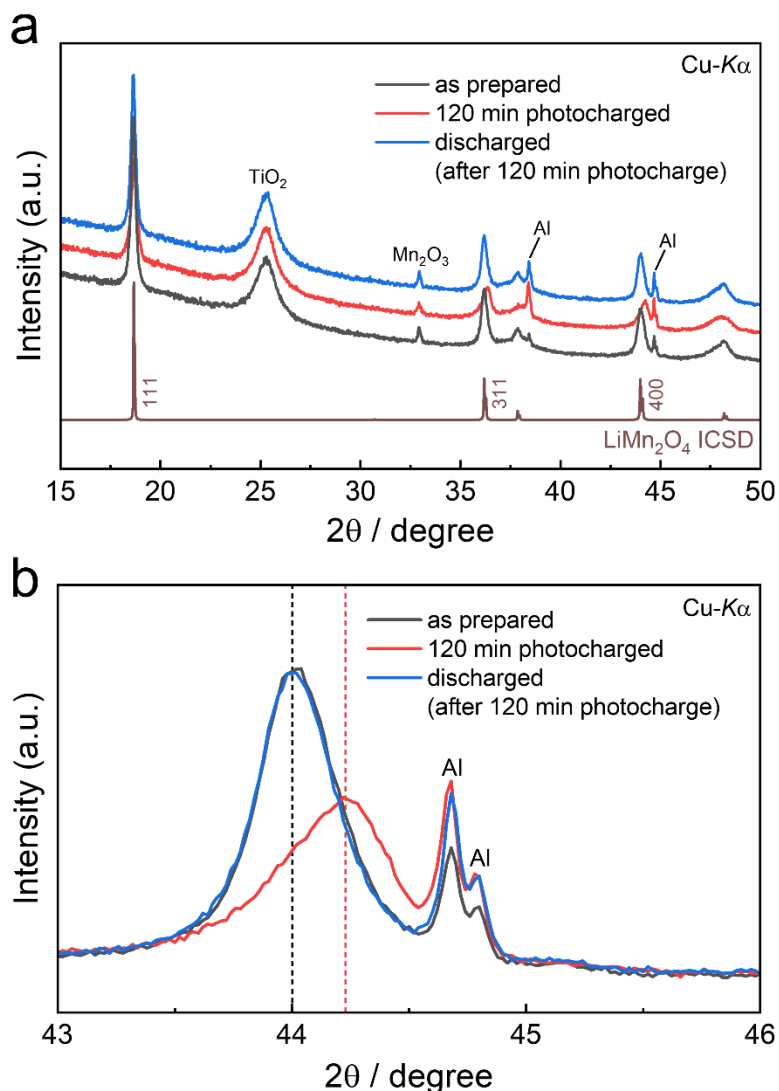 a
Cu-Kα
as prepared
120 min photocharged
discharged
(after 120 min photocharge)
TiO₂
Mn₂O₃
Al
Al
111
311
400
LiMn₂O₄ ICSD
Intensity (a.u.)
15 20 25 30 35 40 45 50
2θ / degree
b
Cu-Kα
as prepared
120 min photocharged
discharged
(after 120 min photocharge)
Al
Al
Intensity (a.u.)
43 44 45 46
2θ / degree